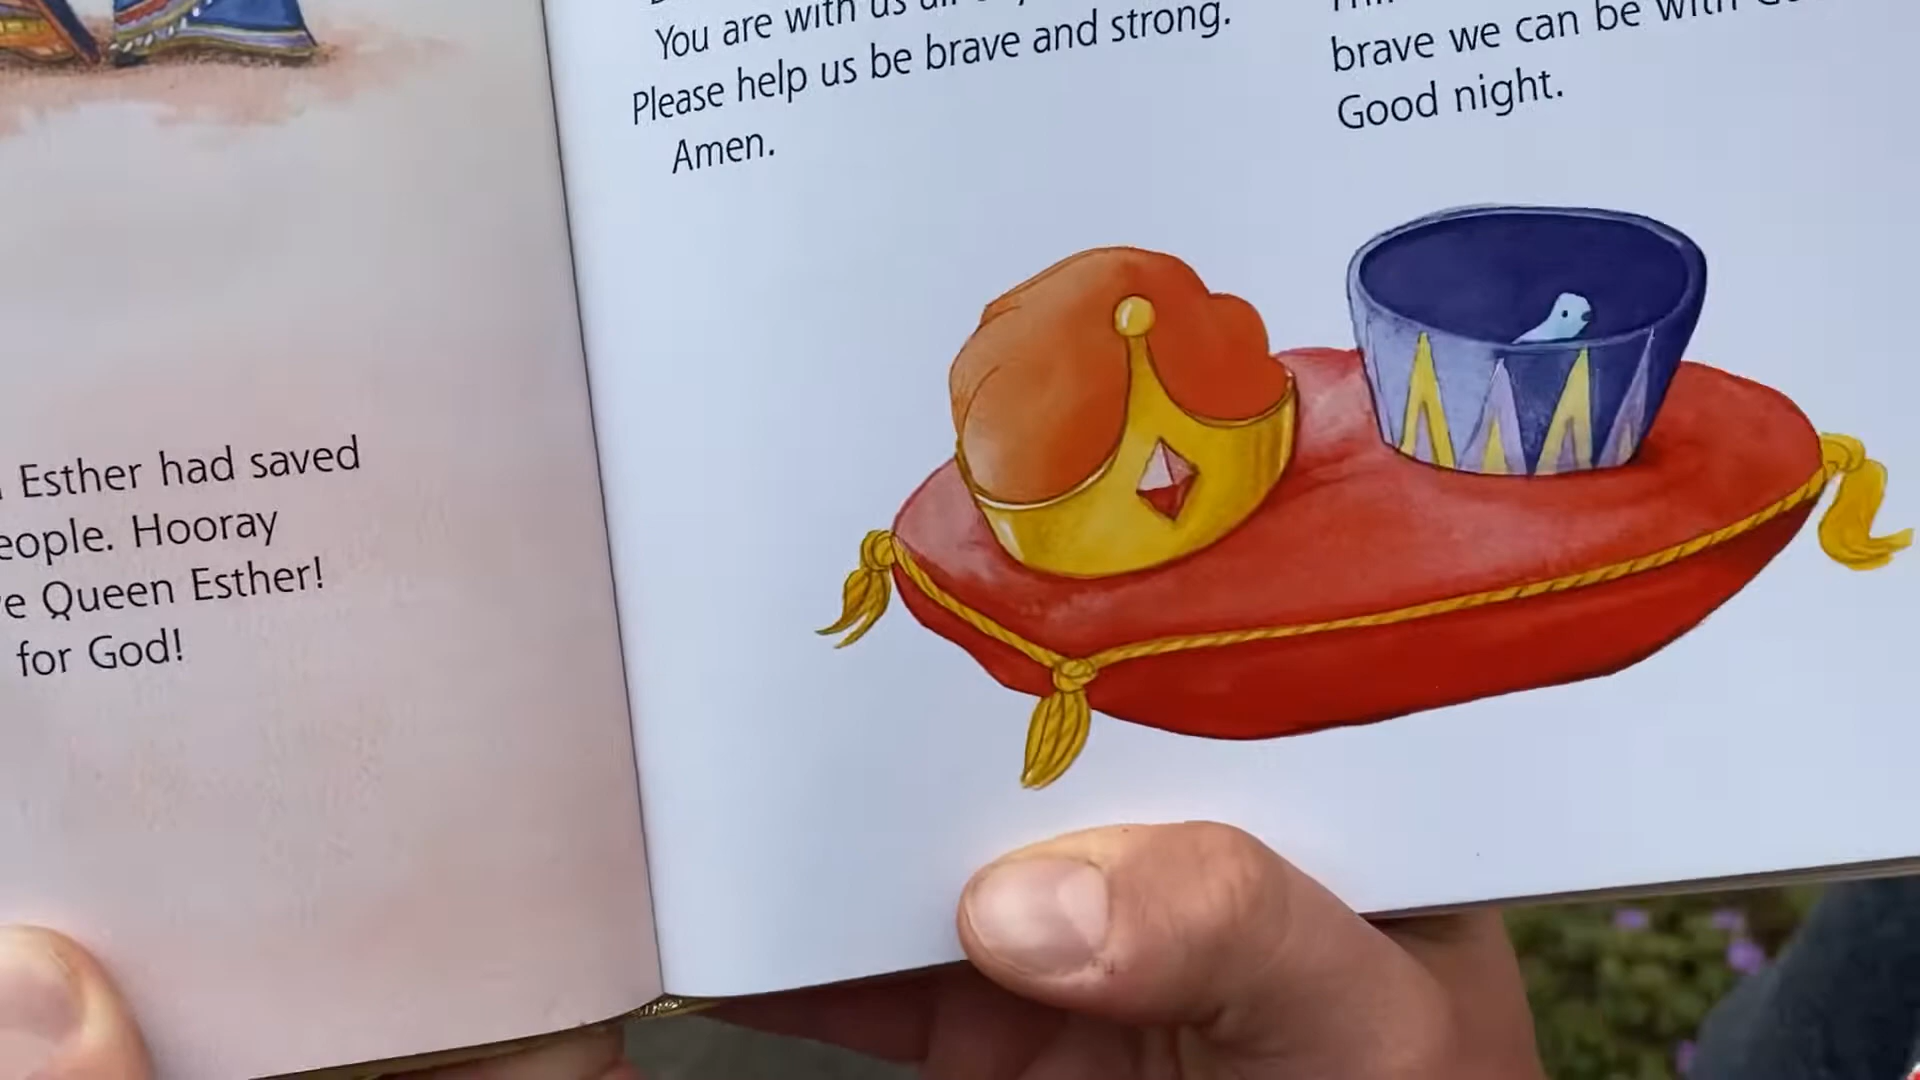 Esther had saved
eople. Hooray
e Queen Esther!
for God!
You are with us
Please help us be brave and strong.
Amen.
brave we can be with
Good night.